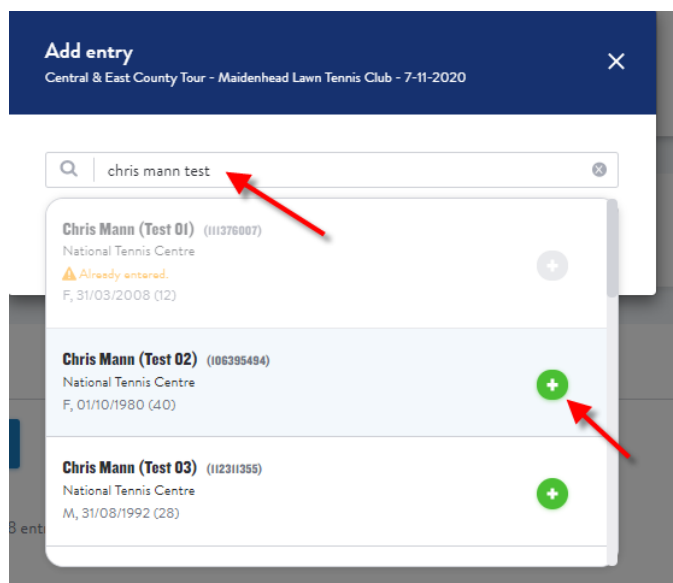 Add entry
Central & East County Tour - Maidenhead Lawn Tennis Club - 7-11-2020
chris mann test
Chris Mann (Test 01) (111376007)
National Tennis Centre
Already entered.
F, 31/03/2008 (12)
Chris Mann (Test 02) (106395494)
National Tennis Centre
F, 01/10/1980 (40)
Chris Mann (Test 03) (112311355)
National Tennis Centre
M, 31/08/1992 (28)
8 ent